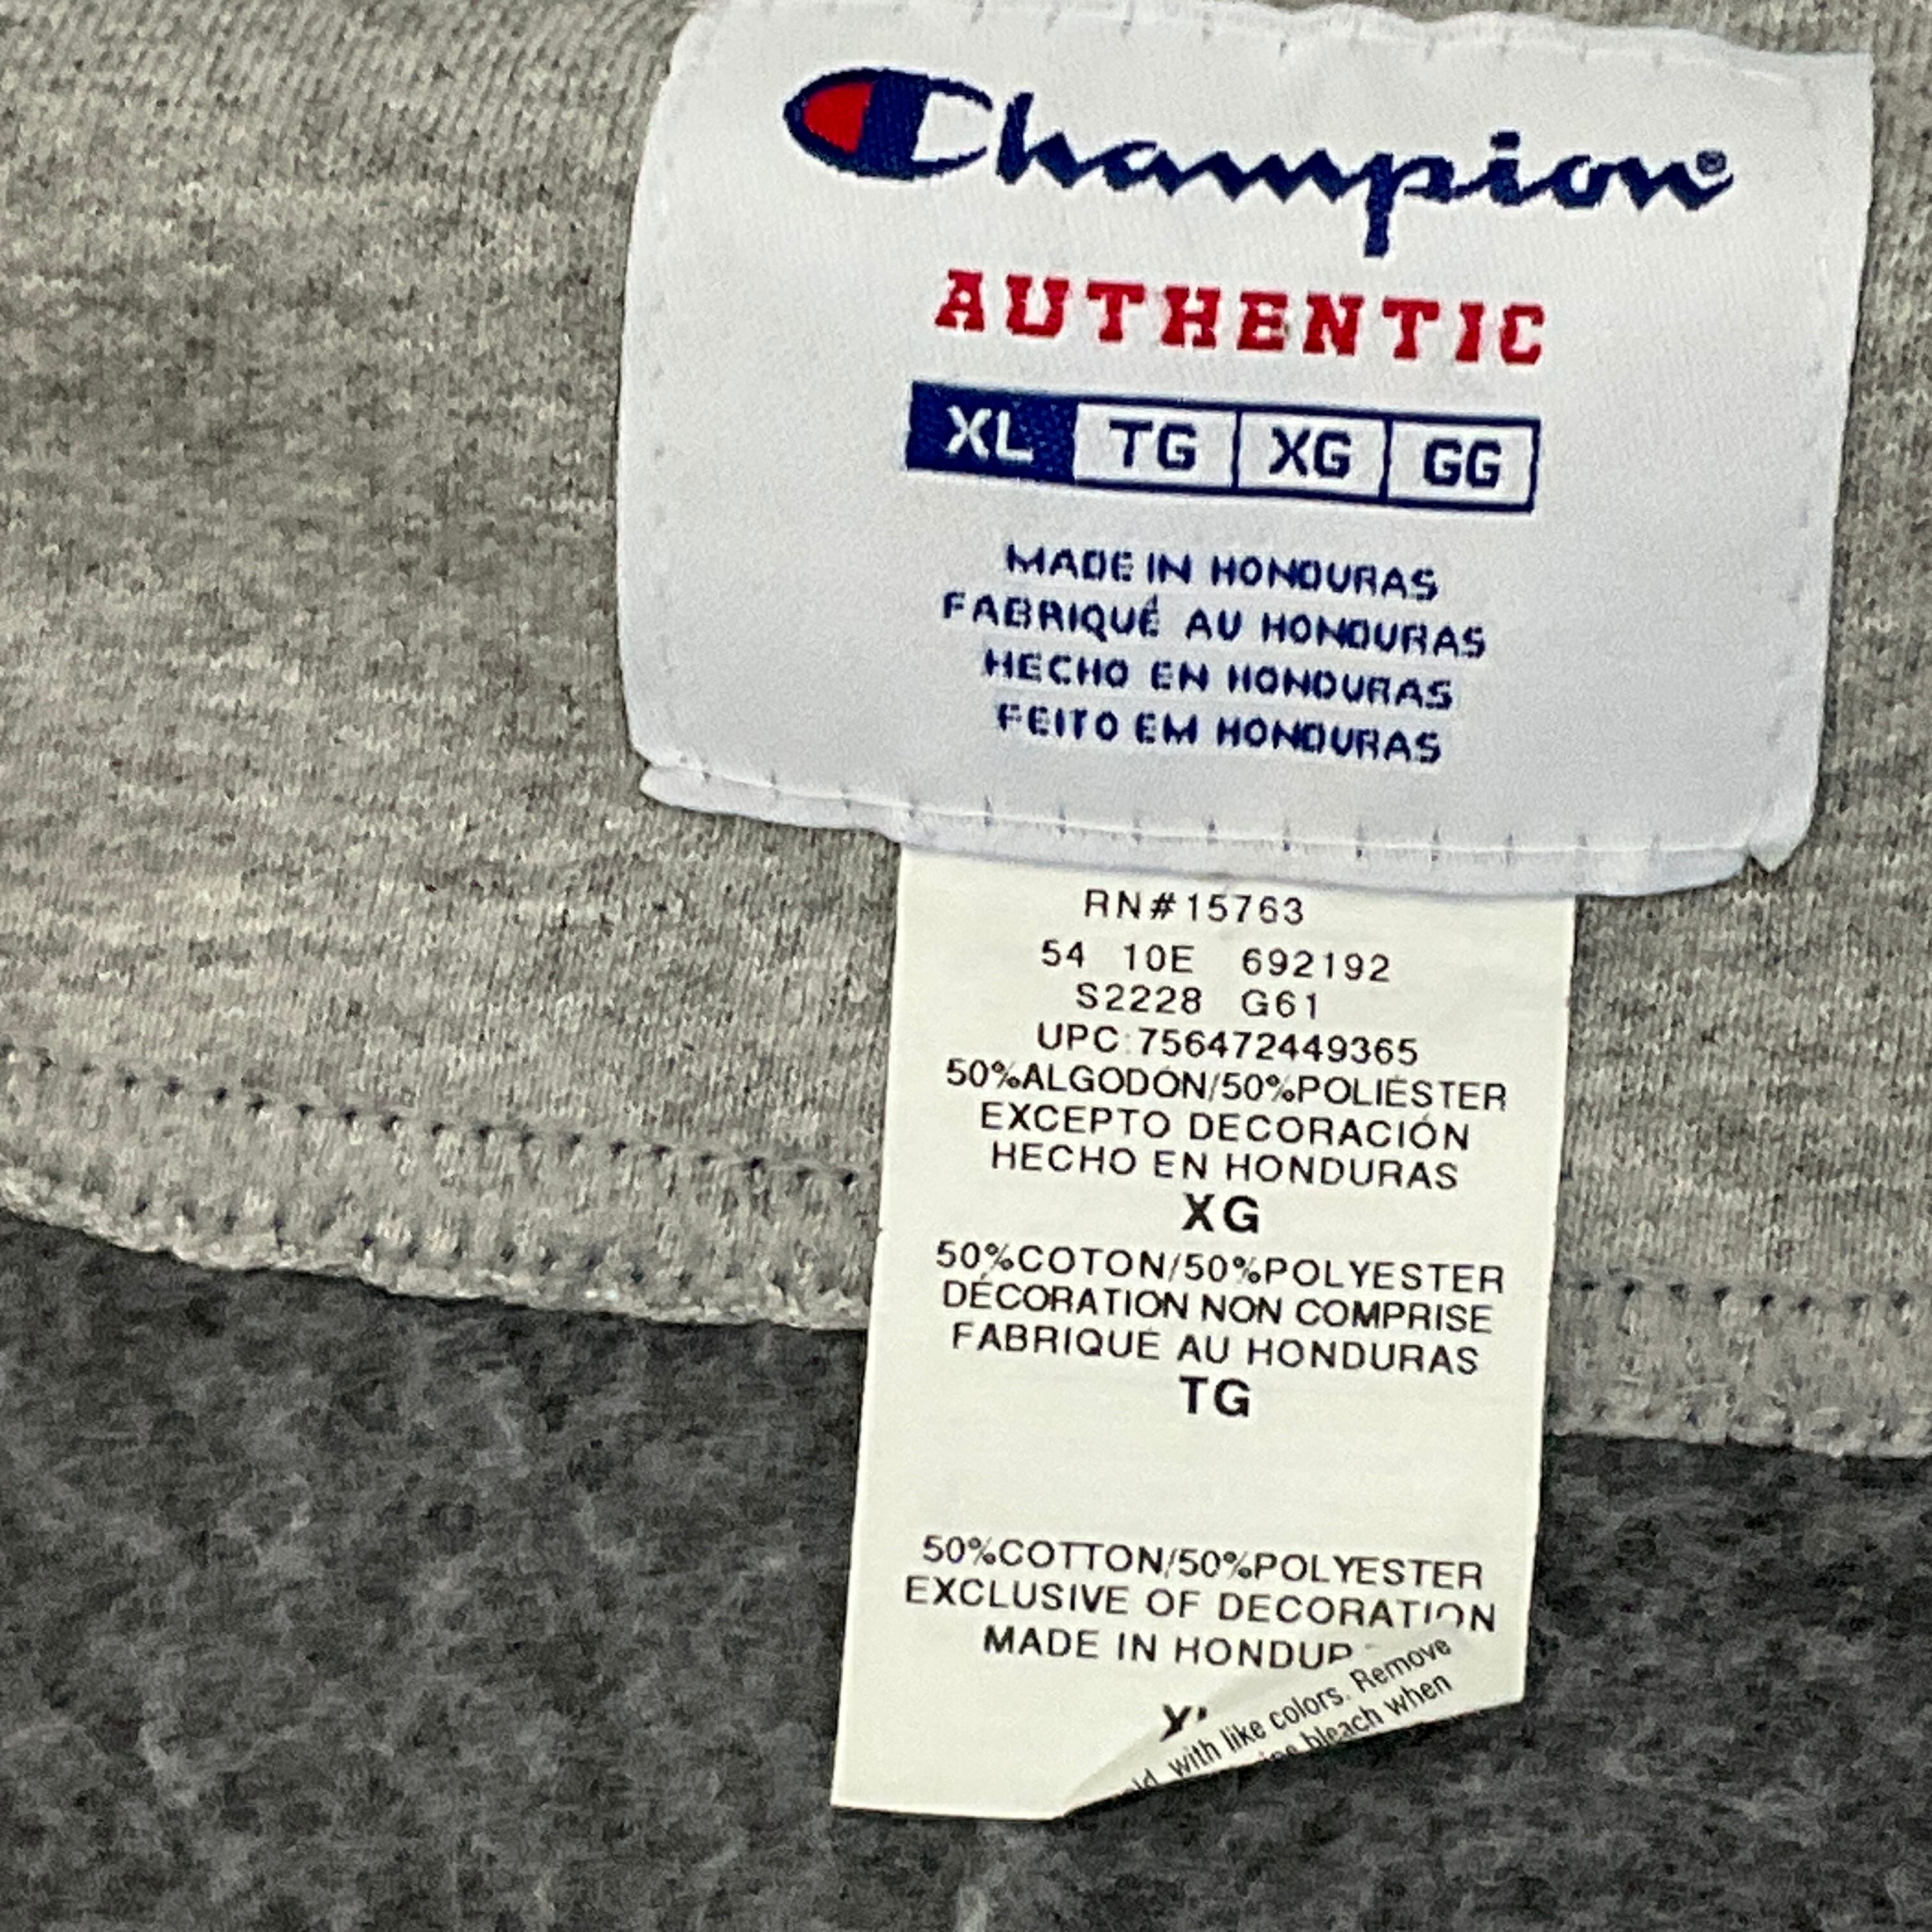 Champion®
AUTHENTIC
XL TG XG GG
MADE IN HONDURAS
FABRIQUÉ AU HONDURAS
HECHO EN HONDURAS
FEITO EM HONDURAS
RN#15763
54 10E 692192
S2228 G61
UPC:756472449365
50%ALGODÓN/50%POLIÉSTER
EXCEPTO DECORACIÓN
HECHO EN HONDURAS
XG
50%COTON/50%POLYESTER
DÉCORATION NON COMPRISE
FABRIQUÉ AU HONDURAS
TG
50%COTTON/50%POLYESTER
EXCLUSIVE OF DECORATION
MADE IN HONDUR
with like colors. Remove
bleach when